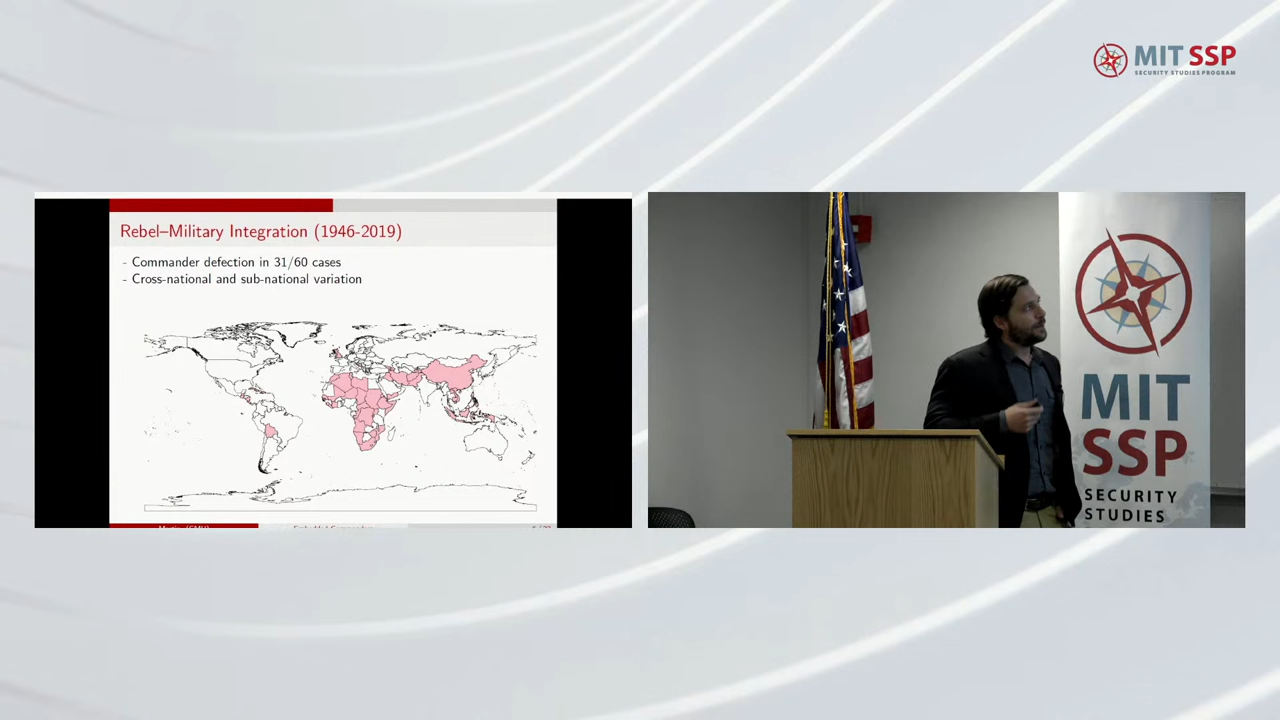 MIT SSP
SECURITY STUDIES PROGRAM
Rebel–Military Integration (1946-2019)
- Commander defection in 31/60 cases
- Cross-national and sub-national variation
MIT
SSP
SECURITY
STUDIES